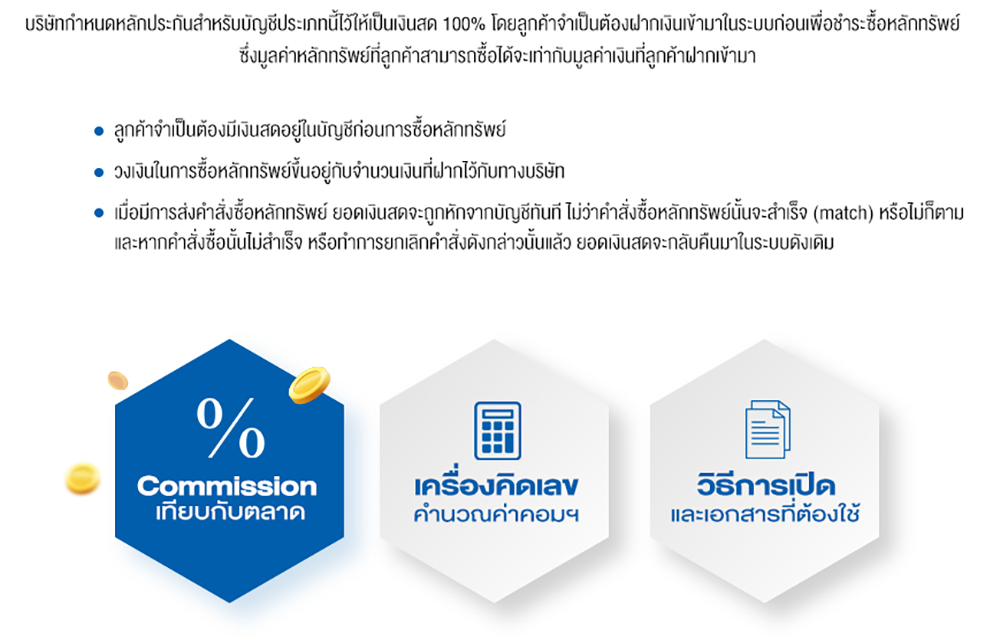 บริษัทกำหนดหลักประกันสำหรับบัญชีประเภทนี้ไว้ให้เป็นเงินสด 100% โดยลูกค้าจำเป็นต้องฝากเงินเข้ามาในระบบก่อนเพื่อชำระซื้อหลักทรัพย์
ซึ่งมูลค่าหลักทรัพย์ที่ลูกค้าสามารถซื้อได้จะเท่ากับมูลค่าเงินที่ลูกค้าฝากเข้ามา
ลูกค้าจำเป็นต้องมีเงินสดอยู่ในบัญชีก่อนการซื้อหลักทรัพย์
วงเงินในการซื้อหลักทรัพย์ขึ้นอยู่กับจำนวนเงินที่ฝากไว้กับทางบริษัท
เมื่อมีการส่งคำสั่งซื้อหลักทรัพย์ ยอดเงินสดจะถูกหักจากบัญชีทันที ไม่ว่าคำสั่งซื้อหลักทรัพย์นั้นจะสำเร็จ (match) หรือไม่ก็ตาม
และหากคำสั่งซื้อนั้นไม่สำเร็จ หรือทำการยกเลิกคำสั่งดังกล่าวนั้นแล้ว ยอดเงินสดจะกลับคืนมาในระบบดังเดิม
%
Commission
เทียบกับตลาด
เครื่องคิดเลข
คำนวณค่าคอมฯ
วิธีการเปิด
และเอกสารที่ต้องใช้